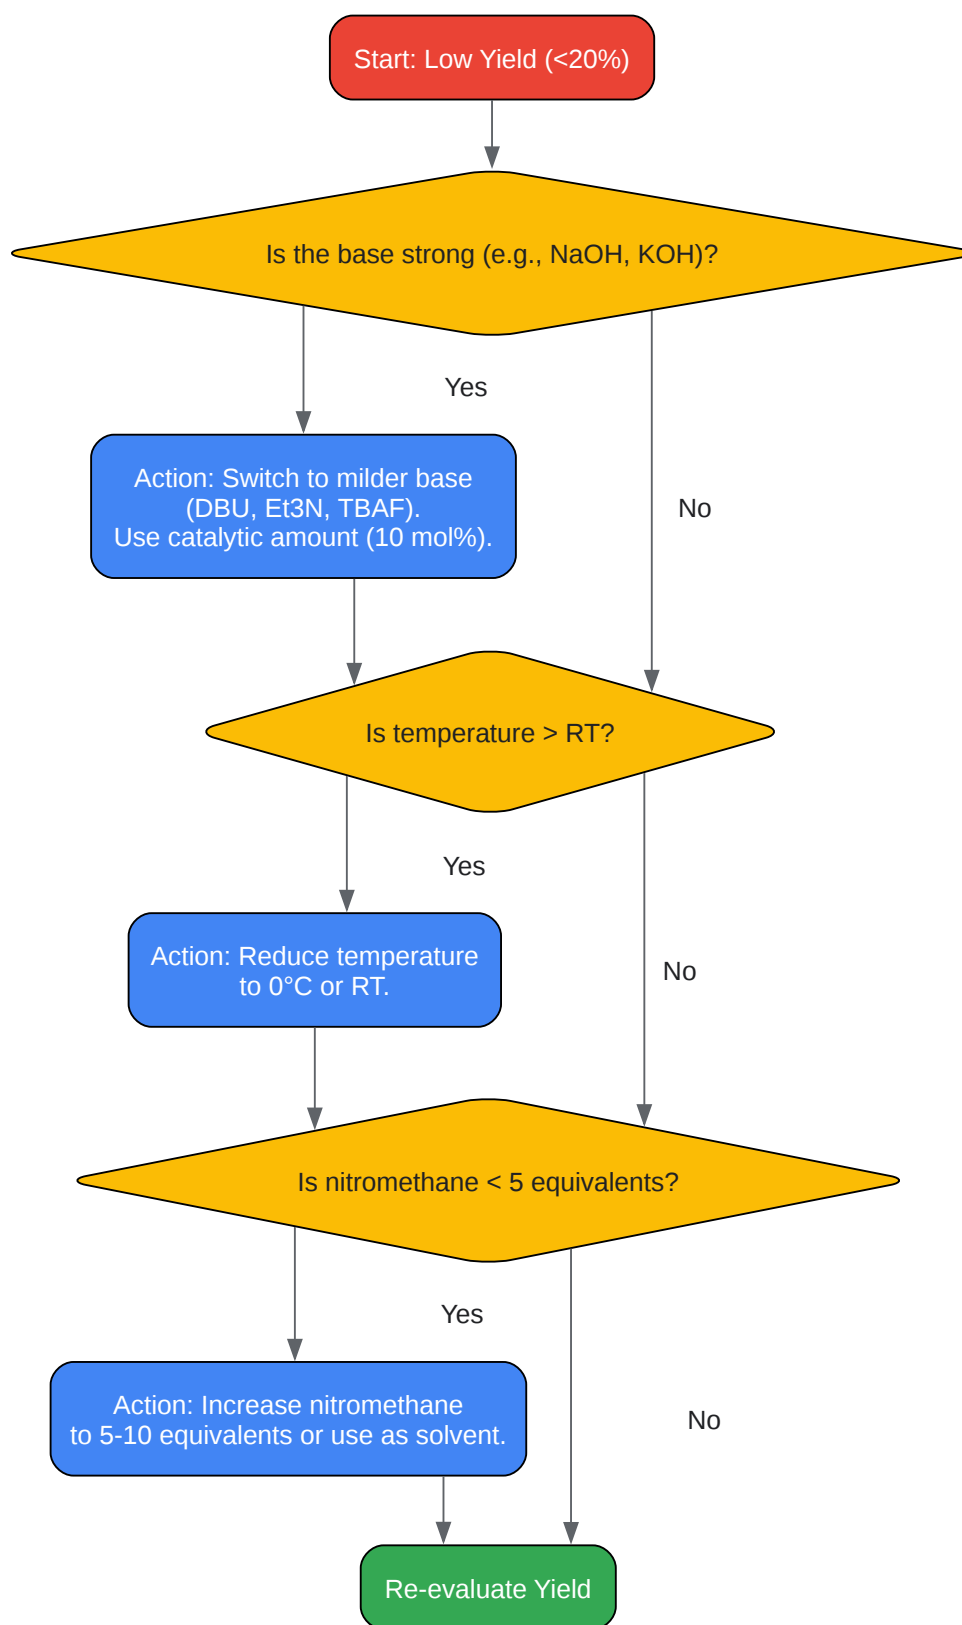 Start: Low Yield (<20%)
Is the base strong (e.g., NaOH, KOH)?
Yes
Action: Switch to milder base
(DBU, Et3N, TBAF).
Use catalytic amount (10 mol%).
No
Is temperature > RT?
Yes
Action: Reduce temperature
to 0°C or RT.
No
Is nitromethane < 5 equivalents?
Yes
Action: Increase nitromethane
to 5-10 equivalents or use as solvent.
No
Re-evaluate Yield